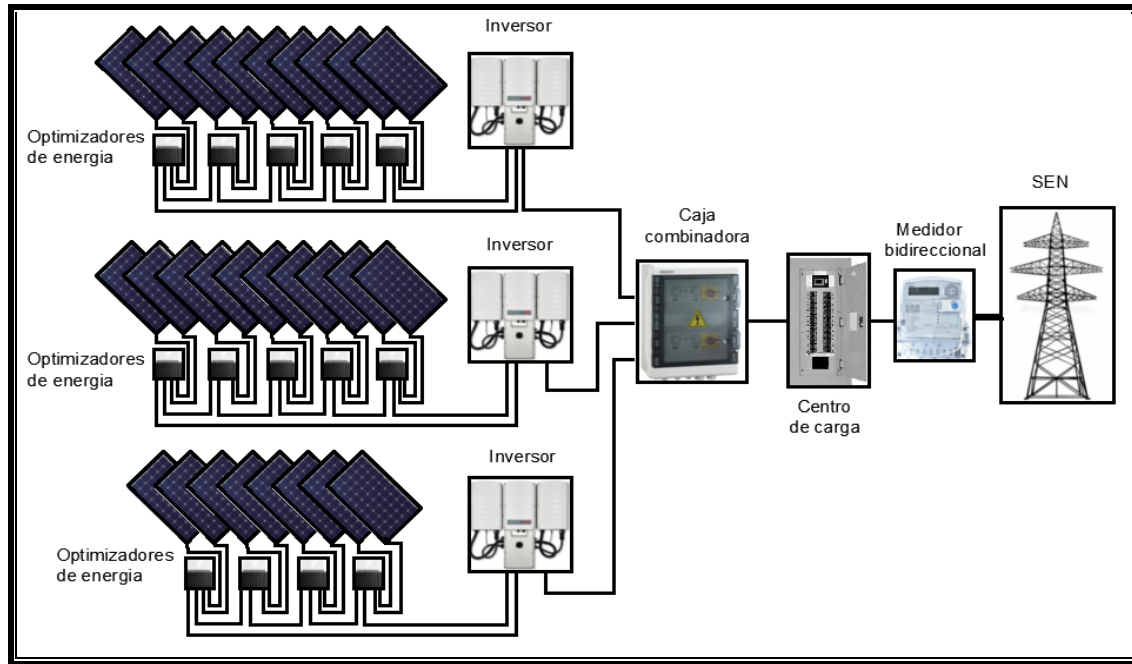 Inversor
Optimizadores
de energia
SEN
Caja
combinadora
Medidor
bidireccional
Inversor
Optimizadores
de energia
Centro
de carga
Inversor
Optimizadores
de energia